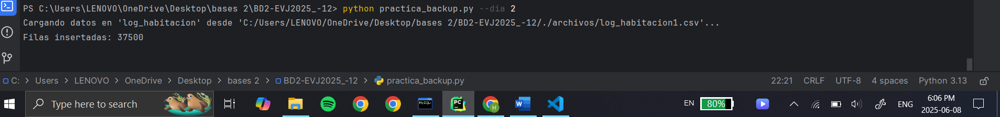 PS C:\Users\LENOVO\OneDrive\Desktop\bases 2\BD2-EVJ2025_-12> python practica_backup.py --dia 2
Cargando datos en 'log_habitacion' desde 'C:/Users/LENOVO/OneDrive/Desktop/bases 2/BD2-EVJ2025_-12/./archivos/log_habitacion1.csv'...
Filas insertadas: 37500
C: > Users > LENOVO > OneDrive > Desktop > bases 2 > BD2-EVJ2025_-12 > practica_backup.py 22:21 CRLF UTF-8 4 spaces Python 3.13
Type here to search MySQL PC H W EN 80% ENG 6:06 PM
2025-06-08